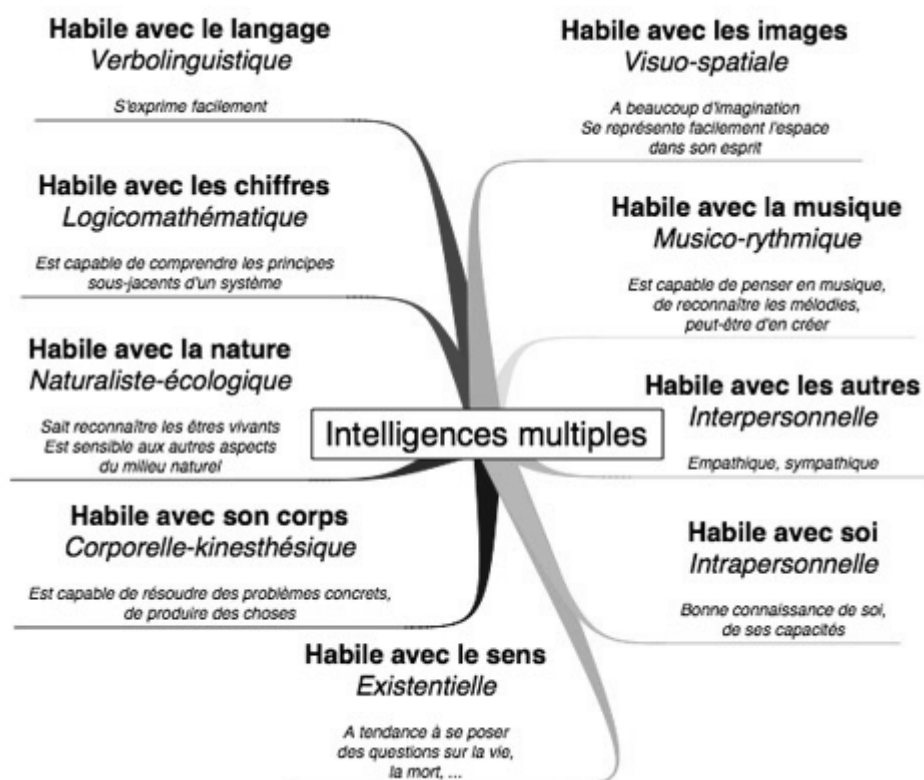 Habile avec le langage
Verbolinguistique
S'exprime facilement
Habile avec les chiffres
Logicomathématique
Est capable de comprendre les principes
sous-jacents d'un système
Habile avec la nature
Naturaliste-écologique
Sait reconnaître les êtres vivants
Est sensible aux autres aspects
du milieu naturel
Habile avec son corps
Corporelle-kinesthésique
Est capable de résoudre des problèmes concrets,
de produire des choses
Habile avec le sens
Existentielle
A tendance à se poser
des questions sur la vie,
la mort, ...
Intelligences multiples
Habile avec les images
Visuo-spatiale
A beaucoup d'imagination
Se représente facilement l'espace
dans son esprit
Habile avec la musique
Musico-rythmique
Est capable de penser en musique,
de reconnaître les mélodies,
peut-être d'en créer
Habile avec les autres
Interpersonnelle
Empathique, sympathique
Habile avec soi
Intrapersonnelle
Bonne connaissance de soi,
de ses capacités